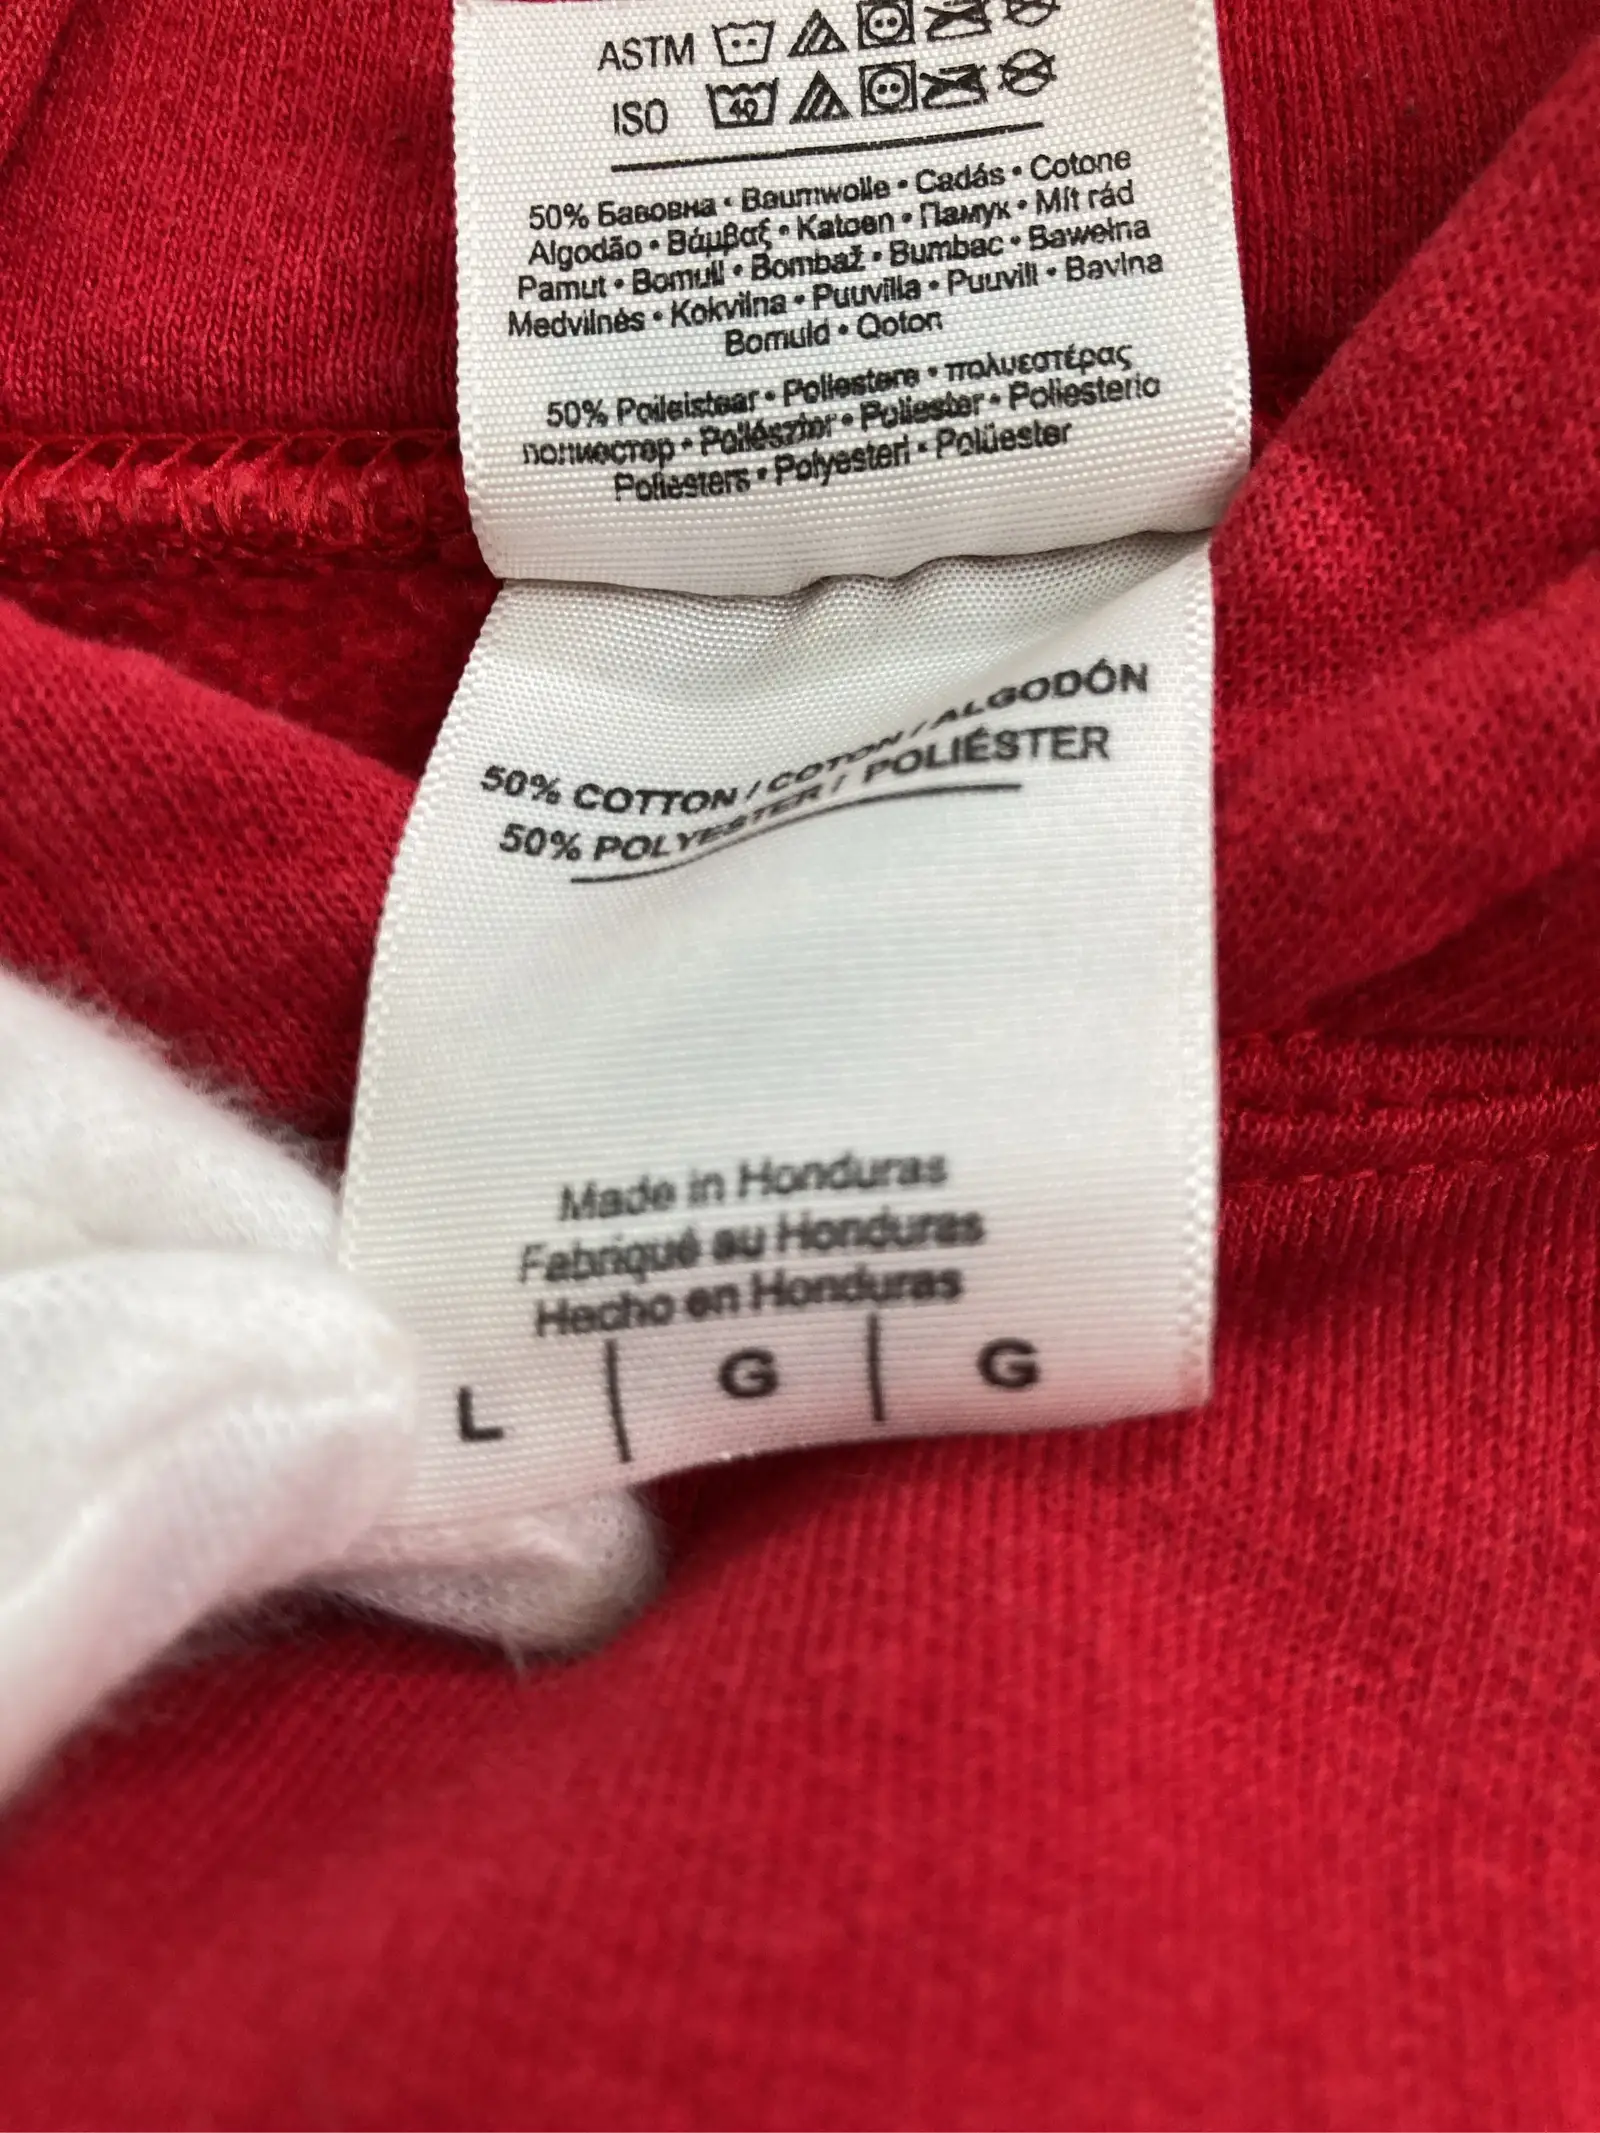 ASTM
ISO 40
50% Бавовна • Baumwolle • Cadás • Cotone
Algodão • Βάμβαξ • Katoen • Памук • Mít rád
Pamut • Bomull • Bombaž • Bumbac • Bawełna
Medvilnės • Kokvilna • Puuvilla • Puuvill • Bavlna
Bomuld • Qoton
50% Poileistear • Poliestere • πολυεστέρας
полиестер • Poliészter • Poliester • Poliesterio
Poliesters • Polyesteri • Polüester
50% COTTON / COTON / ALGODÓN
50% POLYESTER / POLIÉSTER
Made in Honduras
Fabriqué au Honduras
Hecho en Honduras
L | G | G